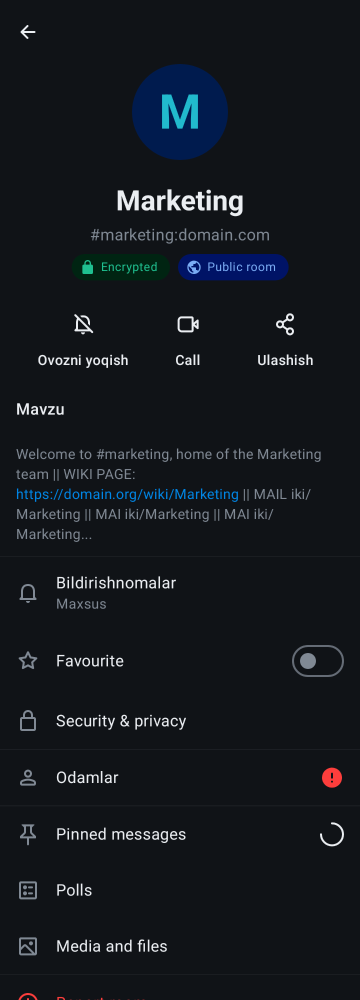 M
Marketing
#marketing:domain.com
Encrypted
Public room
Ovozni yoqish
Call
Ulashish
Mavzu
Welcome to #marketing, home of the Marketing
team || WIKI PAGE:
https://domain.org/wiki/Marketing || MAIL iki/
Marketing || MAI iki/Marketing || MAI iki/
Marketing...
Bildirishnomalar
Maxsus
Favourite
Security & privacy
Odamlar
Pinned messages
Polls
Media and files